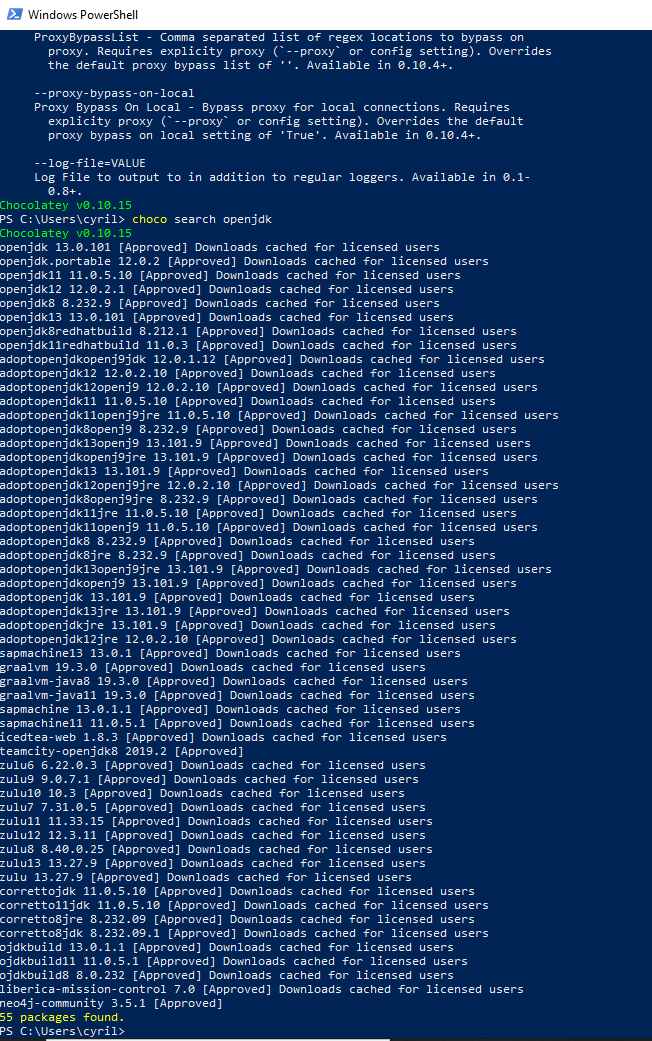 Windows PowerShell
ProxyBypassList - Comma separated list of regex locations to bypass on
proxy. Requires explicity proxy (`--proxy` or config setting). Overrides
the default proxy bypass list of ''. Available in 0.10.4+.
--proxy-bypass-on-local
Proxy Bypass On Local - Bypass proxy for local connections. Requires
explicity proxy (`--proxy` or config setting). Overrides the default
proxy bypass on local setting of 'True'. Available in 0.10.4+.
--log-file=VALUE
Log File to output to in addition to regular loggers. Available in 0.1-
0.8+.
Chocolatey v0.10.15
PS C:\Users\cyril> choco search openjdk
Chocolatey v0.10.15
openjdk 13.0.101 [Approved] Downloads cached for licensed users
openjdk.portable 12.0.2 [Approved] Downloads cached for licensed users
openjdk11 11.0.5.10 [Approved] Downloads cached for licensed users
openjdk12 12.0.2.1 [Approved] Downloads cached for licensed users
openjdk8 8.232.9 [Approved] Downloads cached for licensed users
openjdk13 13.0.101 [Approved] Downloads cached for licensed users
openjdk8redhatbuild 8.212.1 [Approved] Downloads cached for licensed users
openjdk11redhatbuild 11.0.3 [Approved] Downloads cached for licensed users
adoptopenjdkopenj9jdk 12.0.1.12 [Approved] Downloads cached for licensed users
adoptopenjdk12 12.0.2.10 [Approved] Downloads cached for licensed users
adoptopenjdk12openj9 12.0.2.10 [Approved] Downloads cached for licensed users
adoptopenjdk11 11.0.5.10 [Approved] Downloads cached for licensed users
adoptopenjdk11openj9jre 11.0.5.10 [Approved] Downloads cached for licensed users
adoptopenjdk8openj9 8.232.9 [Approved] Downloads cached for licensed users
adoptopenjdk13openj9 13.101.9 [Approved] Downloads cached for licensed users
adoptopenjdkopenj9jre 13.101.9 [Approved] Downloads cached for licensed users
adoptopenjdk13 13.101.9 [Approved] Downloads cached for licensed users
adoptopenjdk12openj9jre 12.0.2.10 [Approved] Downloads cached for licensed users
adoptopenjdk8openj9jre 8.232.9 [Approved] Downloads cached for licensed users
adoptopenjdk11jre 11.0.5.10 [Approved] Downloads cached for licensed users
adoptopenjdk11openj9 11.0.5.10 [Approved] Downloads cached for licensed users
adoptopenjdk8 8.232.9 [Approved] Downloads cached for licensed users
adoptopenjdk8jre 8.232.9 [Approved] Downloads cached for licensed users
adoptopenjdk13openj9jre 13.101.9 [Approved] Downloads cached for licensed users
adoptopenjdkopenj9 13.101.9 [Approved] Downloads cached for licensed users
adoptopenjdk 13.101.9 [Approved] Downloads cached for licensed users
adoptopenjdk13jre 13.101.9 [Approved] Downloads cached for licensed users
adoptopenjdkjre 13.101.9 [Approved] Downloads cached for licensed users
adoptopenjdk12jre 12.0.2.10 [Approved] Downloads cached for licensed users
sapmachine13 13.0.1 [Approved] Downloads cached for licensed users
graalvm 19.3.0 [Approved] Downloads cached for licensed users
graalvm-java8 19.3.0 [Approved] Downloads cached for licensed users
graalvm-java11 19.3.0 [Approved] Downloads cached for licensed users
sapmachine 13.0.1.1 [Approved] Downloads cached for licensed users
sapmachine11 11.0.5.1 [Approved] Downloads cached for licensed users
icedtea-web 1.8.3 [Approved] Downloads cached for licensed users
teamcity-openjdk8 2019.2 [Approved]
zulu6 6.22.0.3 [Approved] Downloads cached for licensed users
zulu9 9.0.7.1 [Approved] Downloads cached for licensed users
zulu10 10.3 [Approved] Downloads cached for licensed users
zulu7 7.31.0.5 [Approved] Downloads cached for licensed users
zulu11 11.33.15 [Approved] Downloads cached for licensed users
zulu12 12.3.11 [Approved] Downloads cached for licensed users
zulu8 8.40.0.25 [Approved] Downloads cached for licensed users
zulu13 13.27.9 [Approved] Downloads cached for licensed users
zulu 13.27.9 [Approved] Downloads cached for licensed users
correttojdk 11.0.5.10 [Approved] Downloads cached for licensed users
corretto11jdk 11.0.5.10 [Approved] Downloads cached for licensed users
corretto8jre 8.232.09 [Approved] Downloads cached for licensed users
corretto8jdk 8.232.09.1 [Approved] Downloads cached for licensed users
ojdkbuild 13.0.1.1 [Approved] Downloads cached for licensed users
ojdkbuild11 11.0.5.1 [Approved] Downloads cached for licensed users
ojdkbuild8 8.0.232 [Approved] Downloads cached for licensed users
liberica-mission-control 7.0 [Approved] Downloads cached for licensed users
neo4j-community 3.5.1 [Approved]
55 packages found.
PS C:\Users\cyril>